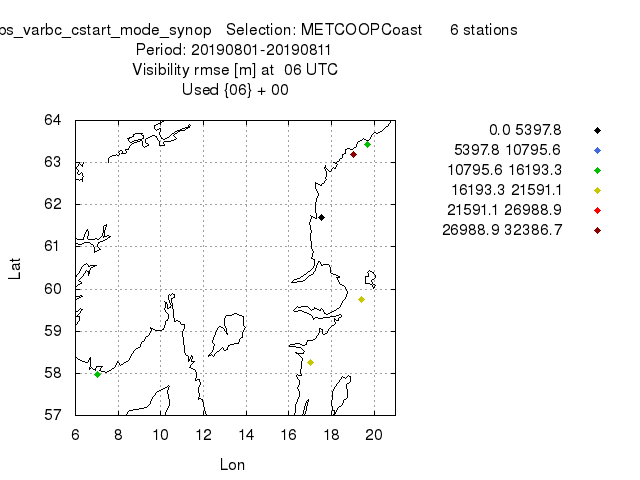 bs_varbc_cstart_mode_synop Selection: METCOOPCoast 6 stations
Period: 20190801-20190811
Visibility rmse [m] at 06 UTC
Used {06} + 00
0.0 5397.8
5397.8 10795.6
10795.6 16193.3
16193.3 21591.1
21591.1 26988.9
26988.9 32386.7
64
63
62
61
60
59
58
57
Lat
6 8 10 12 14 16 18 20
Lon